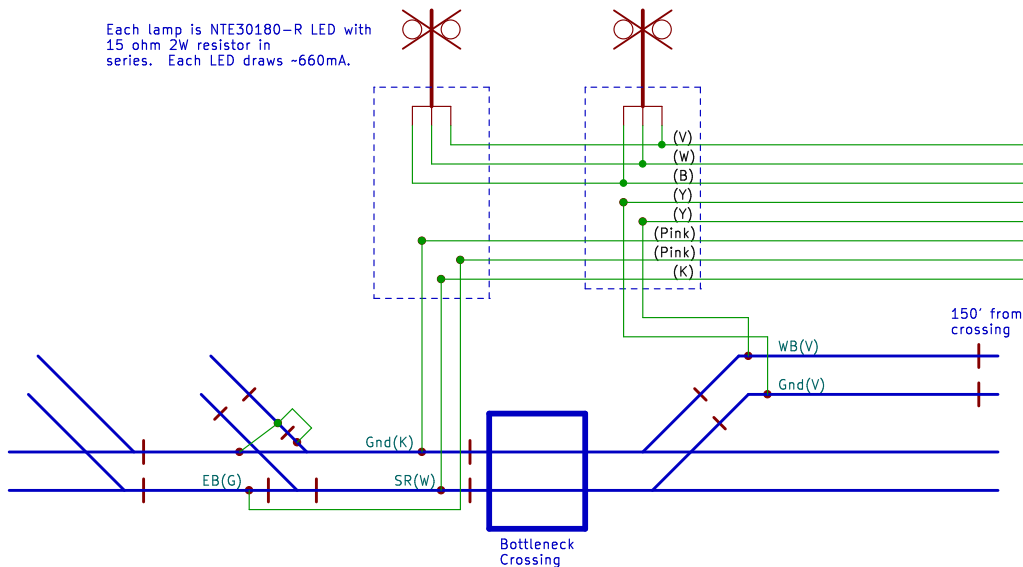 Each lamp is NTE30180-R LED with
15 ohm 2W resistor in
series.  Each LED draws ~660mA.
(V)
(W)
(B)
(Y)
(Y)
(Pink)
(Pink)
(K)
150' from
crossing
WB(V)
Gnd(V)
Gnd(K)
EB(G)
SR(W)
Bottleneck
Crossing